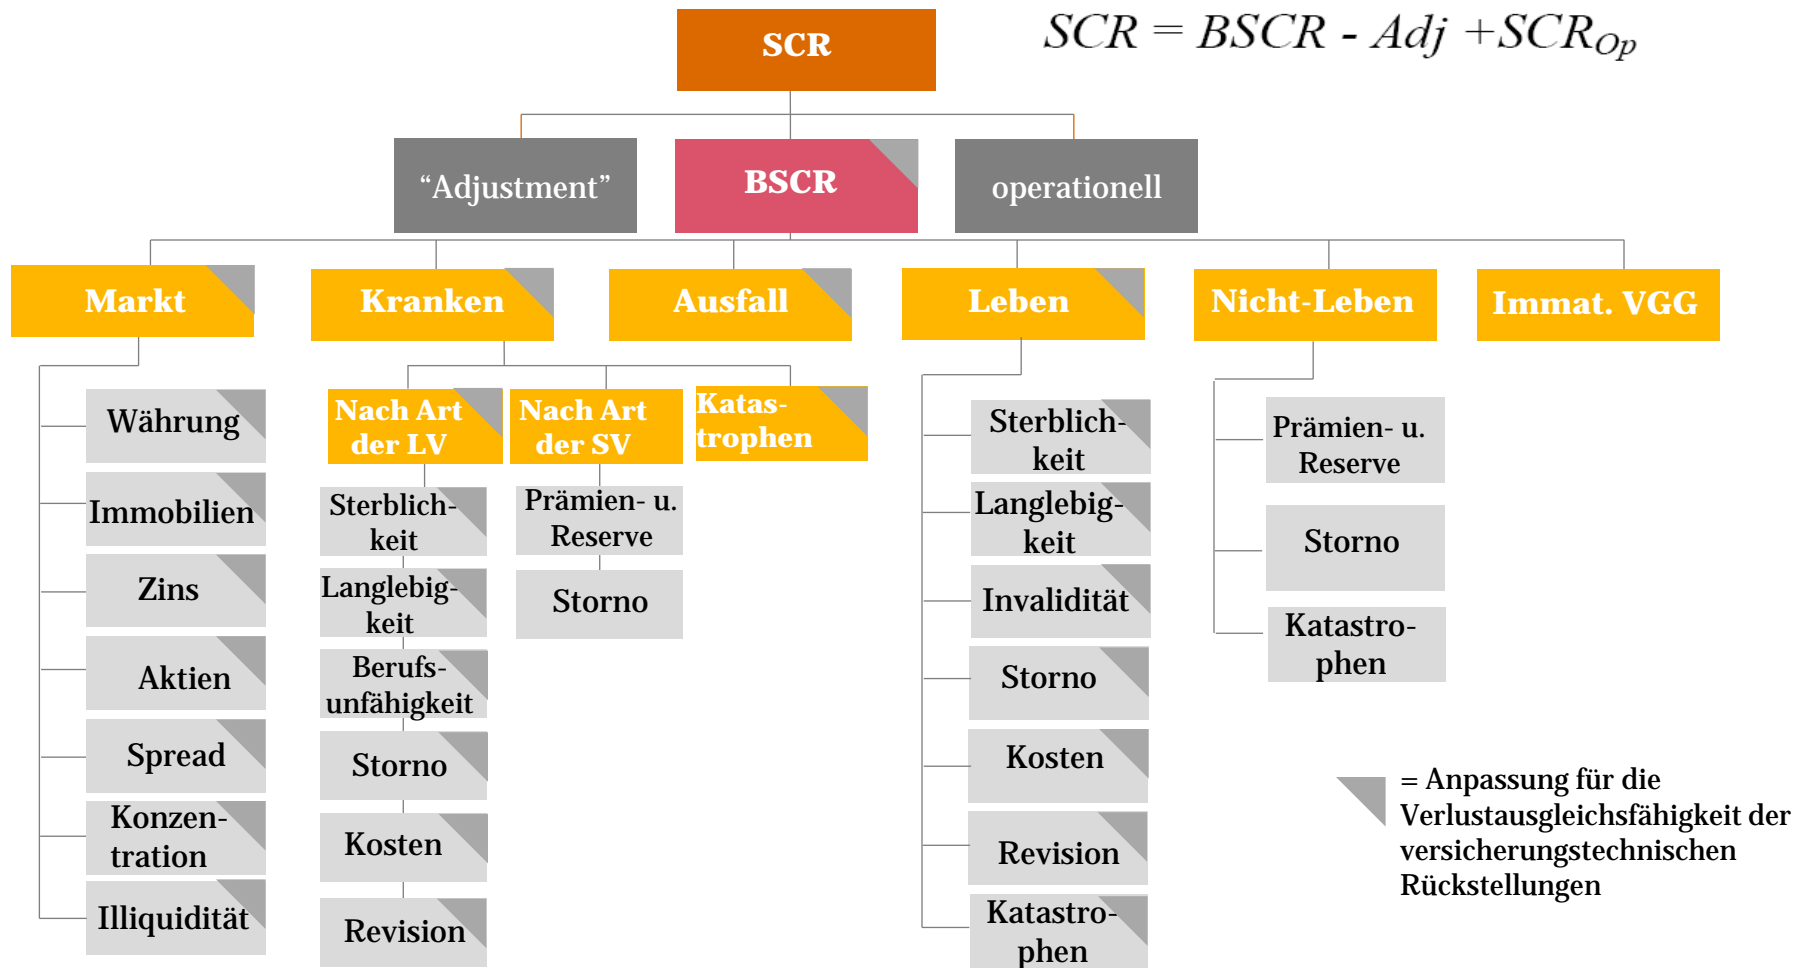 SCR
SCR = BSCR - Adj +SCR_Op
“Adjustment”
BSCR
operationell
Markt
Kranken
Ausfall
Leben
Nicht-Leben
Immat. VGG
Währung
Immobilien
Zins
Aktien
Spread
Konzen-
tration
Illiquidität
Nach Art
der LV
Sterblich-
keit
Langlebig-
keit
Berufs-
unfähigkeit
Storno
Kosten
Revision
Nach Art
der SV
Prämien- u.
Reserve
Storno
Katas-
trophen
Sterblich-
keit
Langlebig-
keit
Invalidität
Storno
Kosten
Revision
Katastro-
phen
Prämien- u.
Reserve
Storno
Katastro-
phen
= Anpassung für die
Verlustausgleichsfähigkeit der
versicherungstechnischen
Rückstellungen